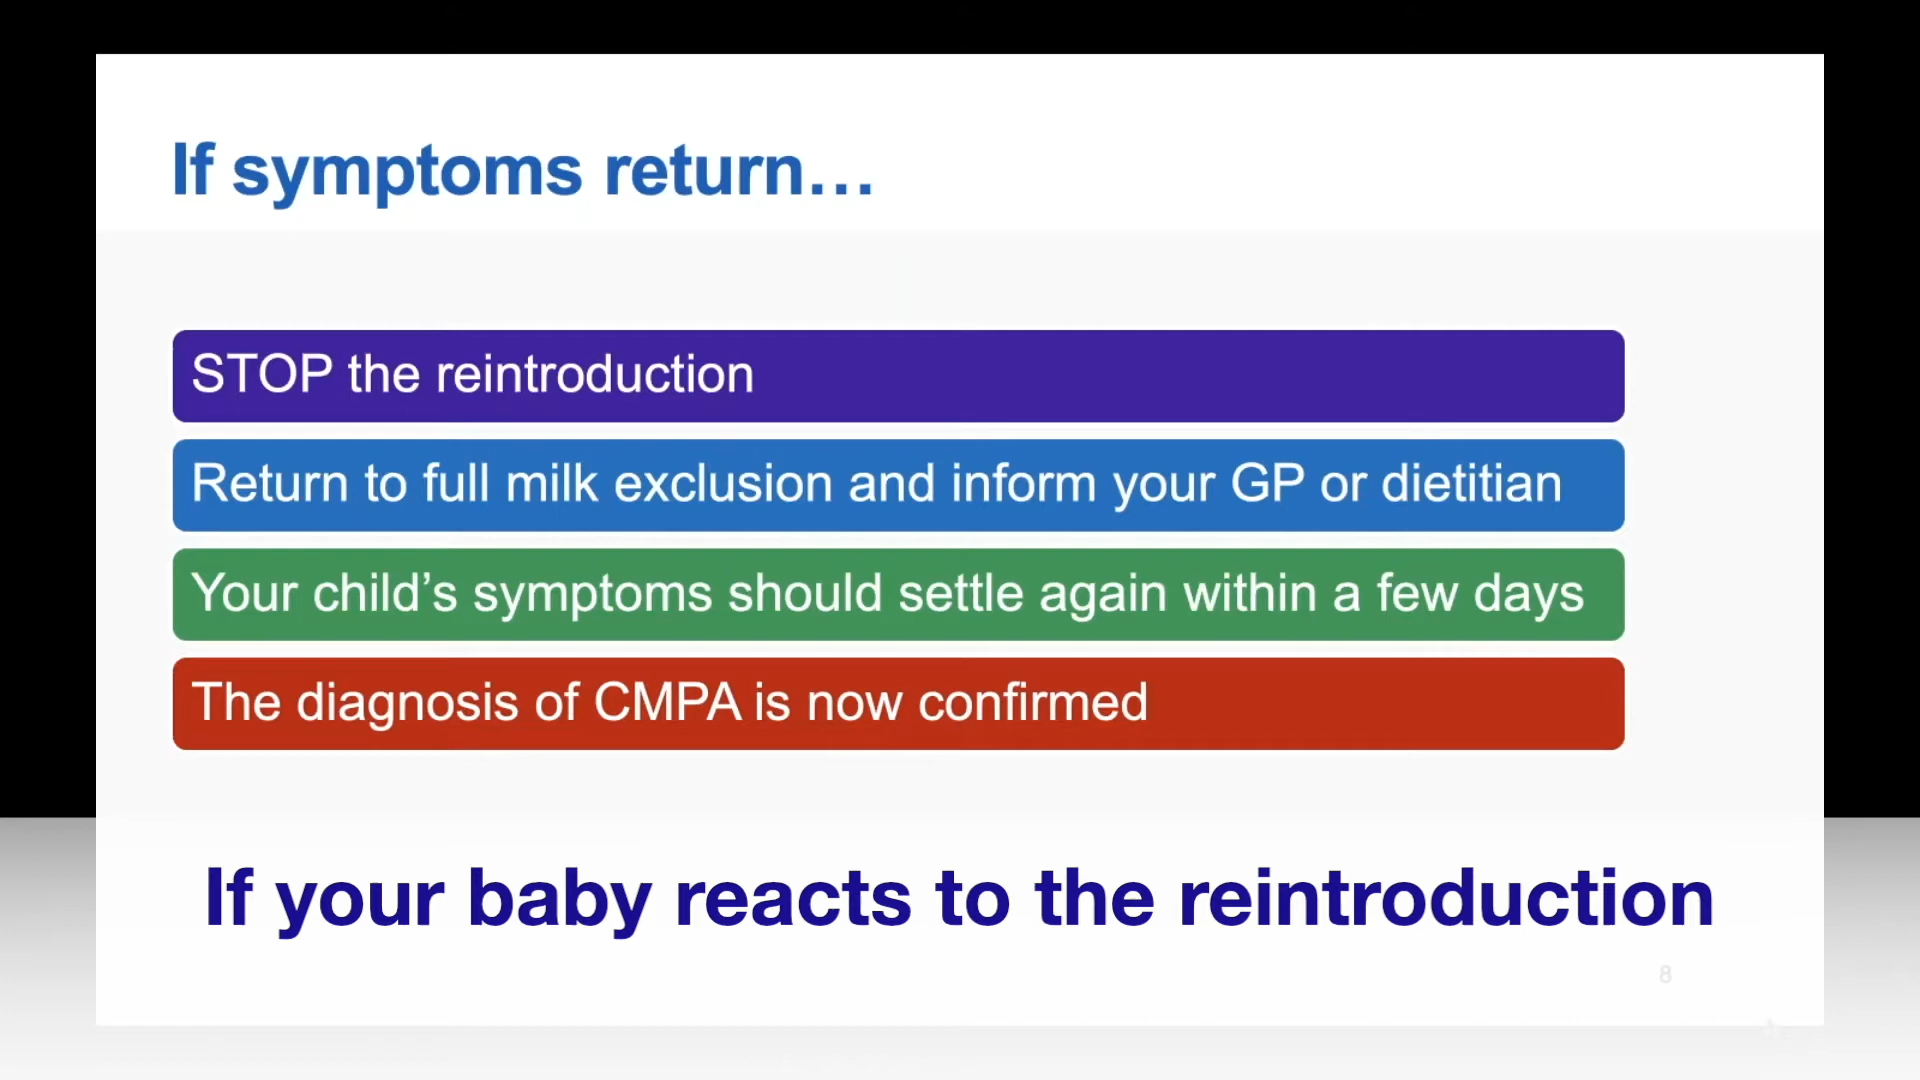 If symptoms return…
STOP the reintroduction
Return to full milk exclusion and inform your GP or dietitian
Your child’s symptoms should settle again within a few days
The diagnosis of CMPA is now confirmed
If your baby reacts to the reintroduction
8